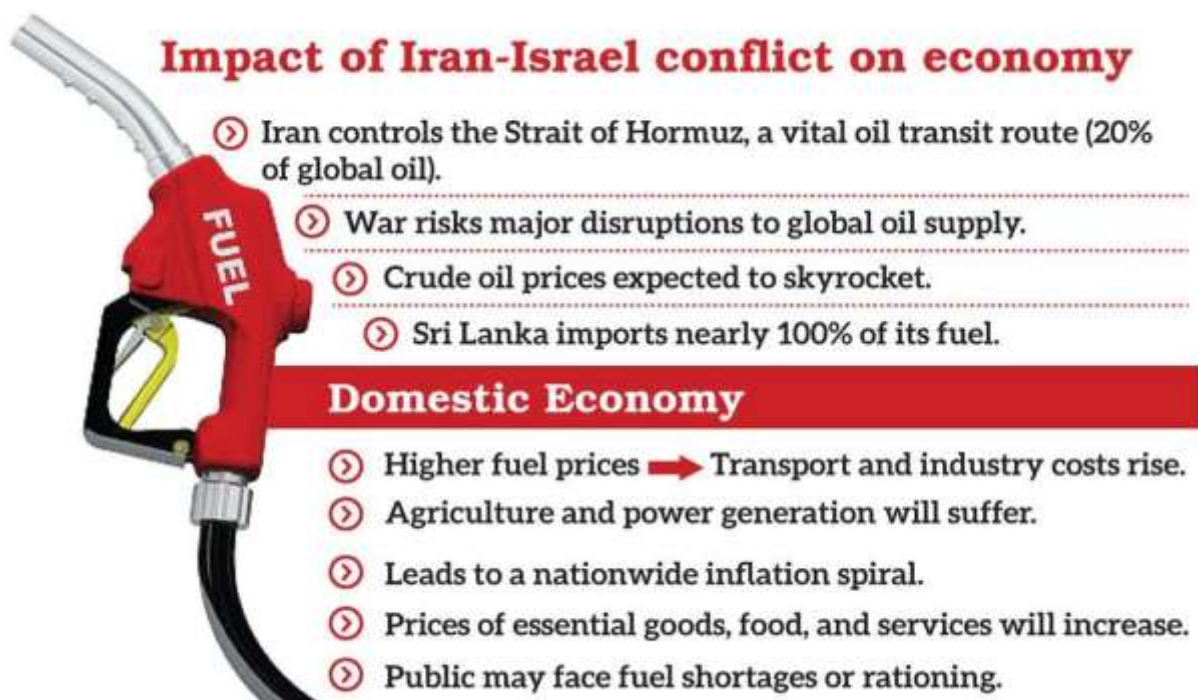 Impact of Iran-Israel conflict on economy
Iran controls the Strait of Hormuz, a vital oil transit route (20%
of global oil).
War risks major disruptions to global oil supply.
FUEL
Crude oil prices expected to skyrocket.
Sri Lanka imports nearly 100% of its fuel.
Domestic Economy
Higher fuel prices ➡ Transport and industry costs rise.
Agriculture and power generation will suffer.
Leads to a nationwide inflation spiral.
Prices of essential goods, food, and services will increase.
Public may face fuel shortages or rationing.